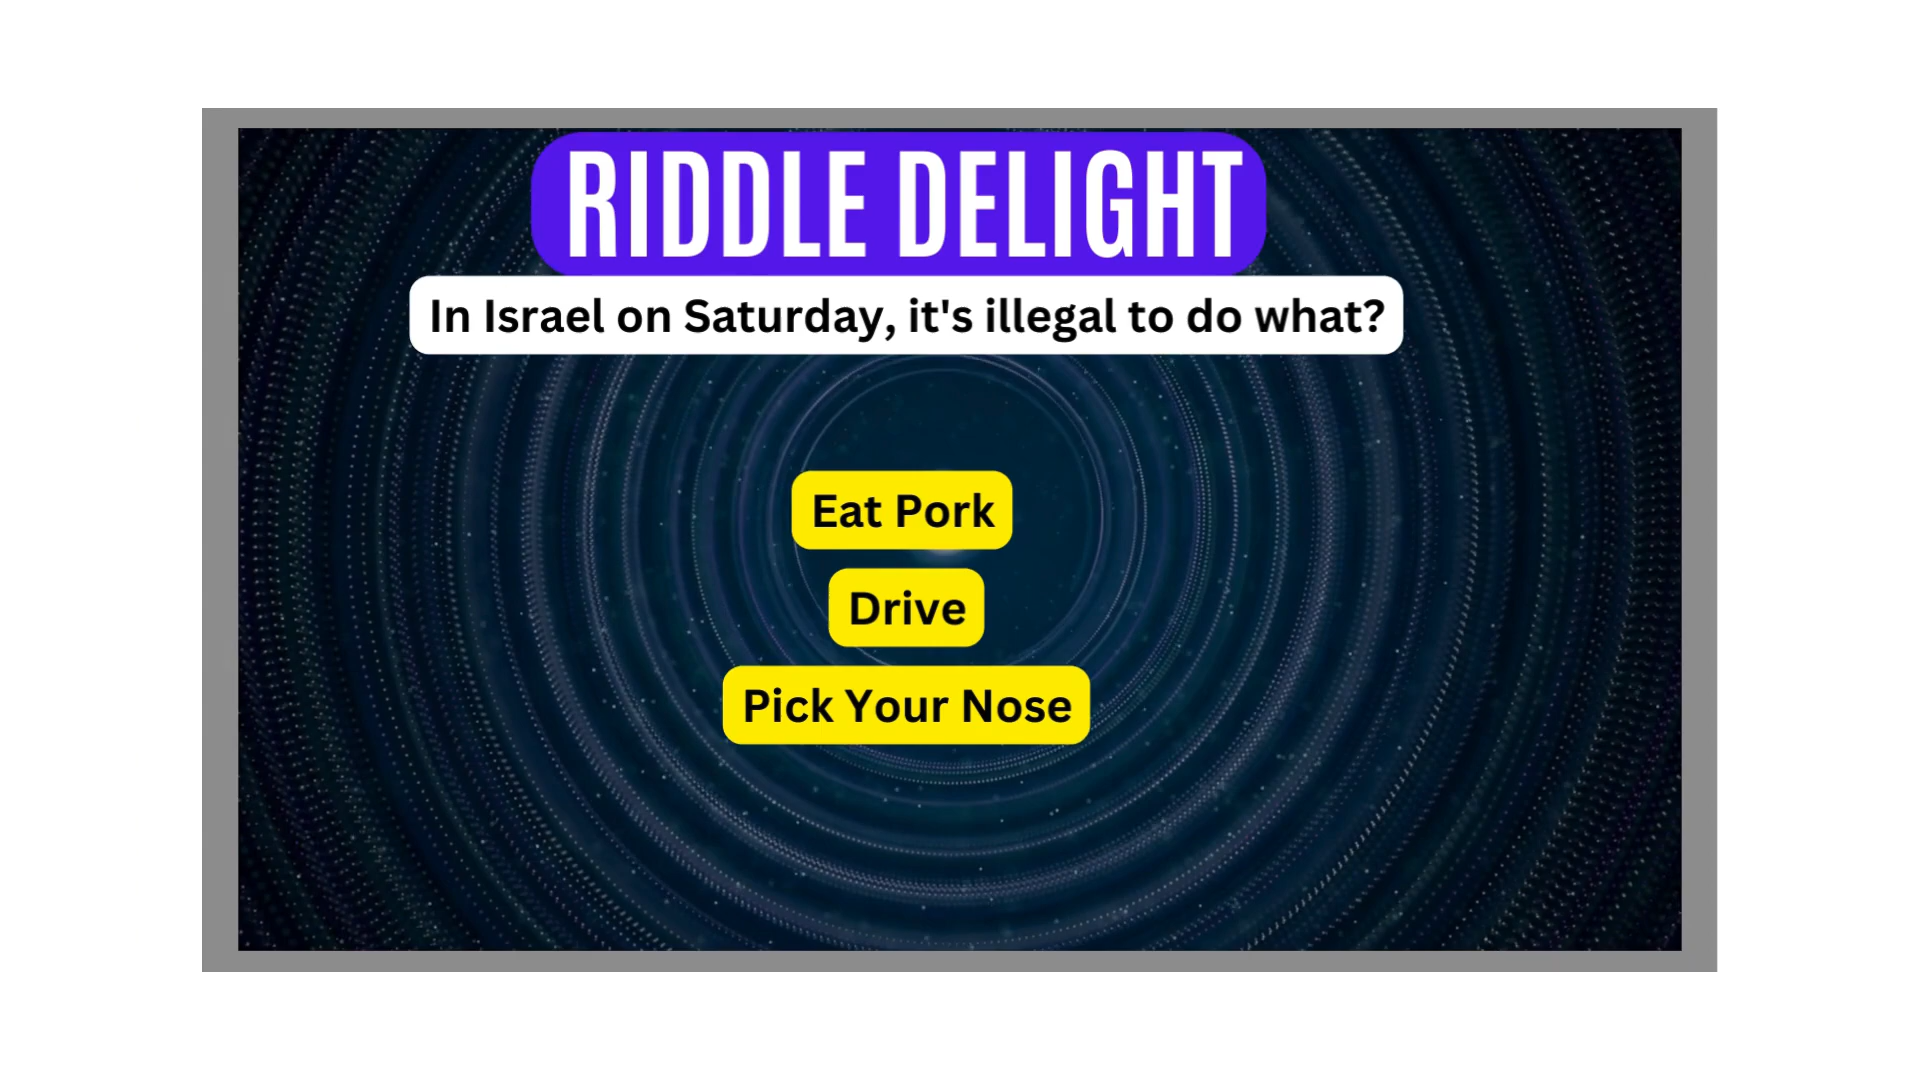 RIDDLE DELIGHT
In Israel on Saturday, it's illegal to do what?
Eat Pork
Drive
Pick Your Nose